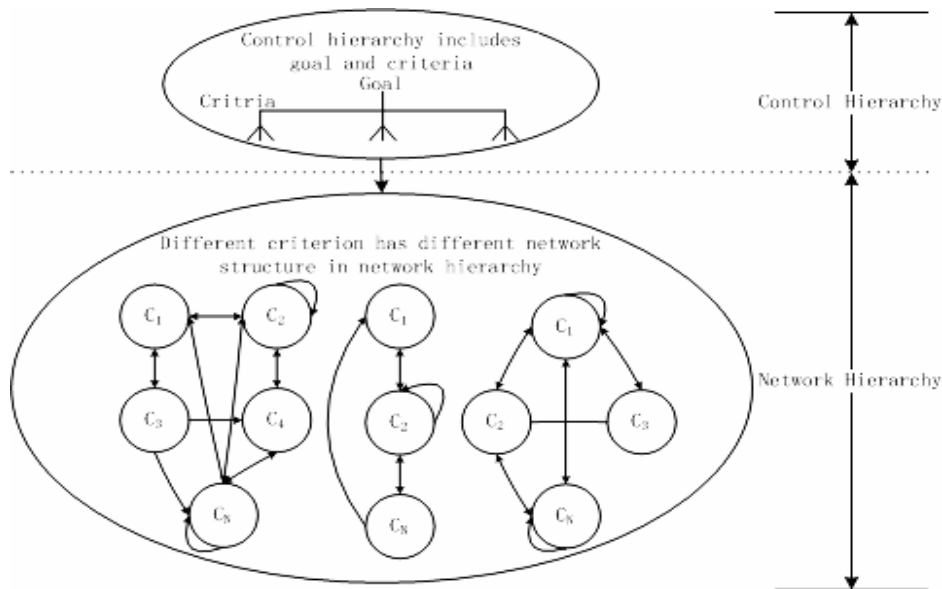 Control hierarchy includes
goal and criteria
Goal
Critria
Control Hierarchy
Different criterion has different network
structure in network hierarchy
C1
C2
C3
C4
CN
C1
C2
CN
C1
C2
C3
CN
Network Hierarchy